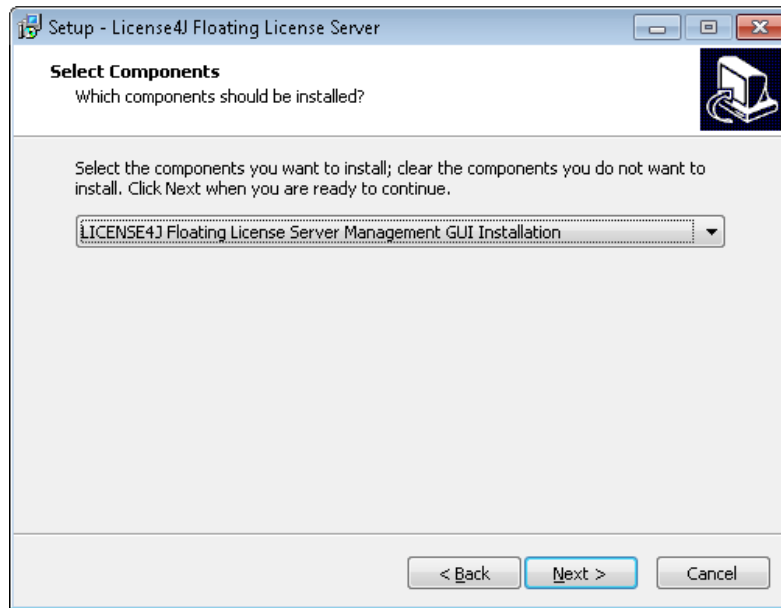 Setup - License4J Floating License Server
Select Components
Which components should be installed?
Select the components you want to install; clear the components you do not want to
install. Click Next when you are ready to continue.
LICENSE4J Floating License Server Management GUI Installation
< Back
Next >
Cancel